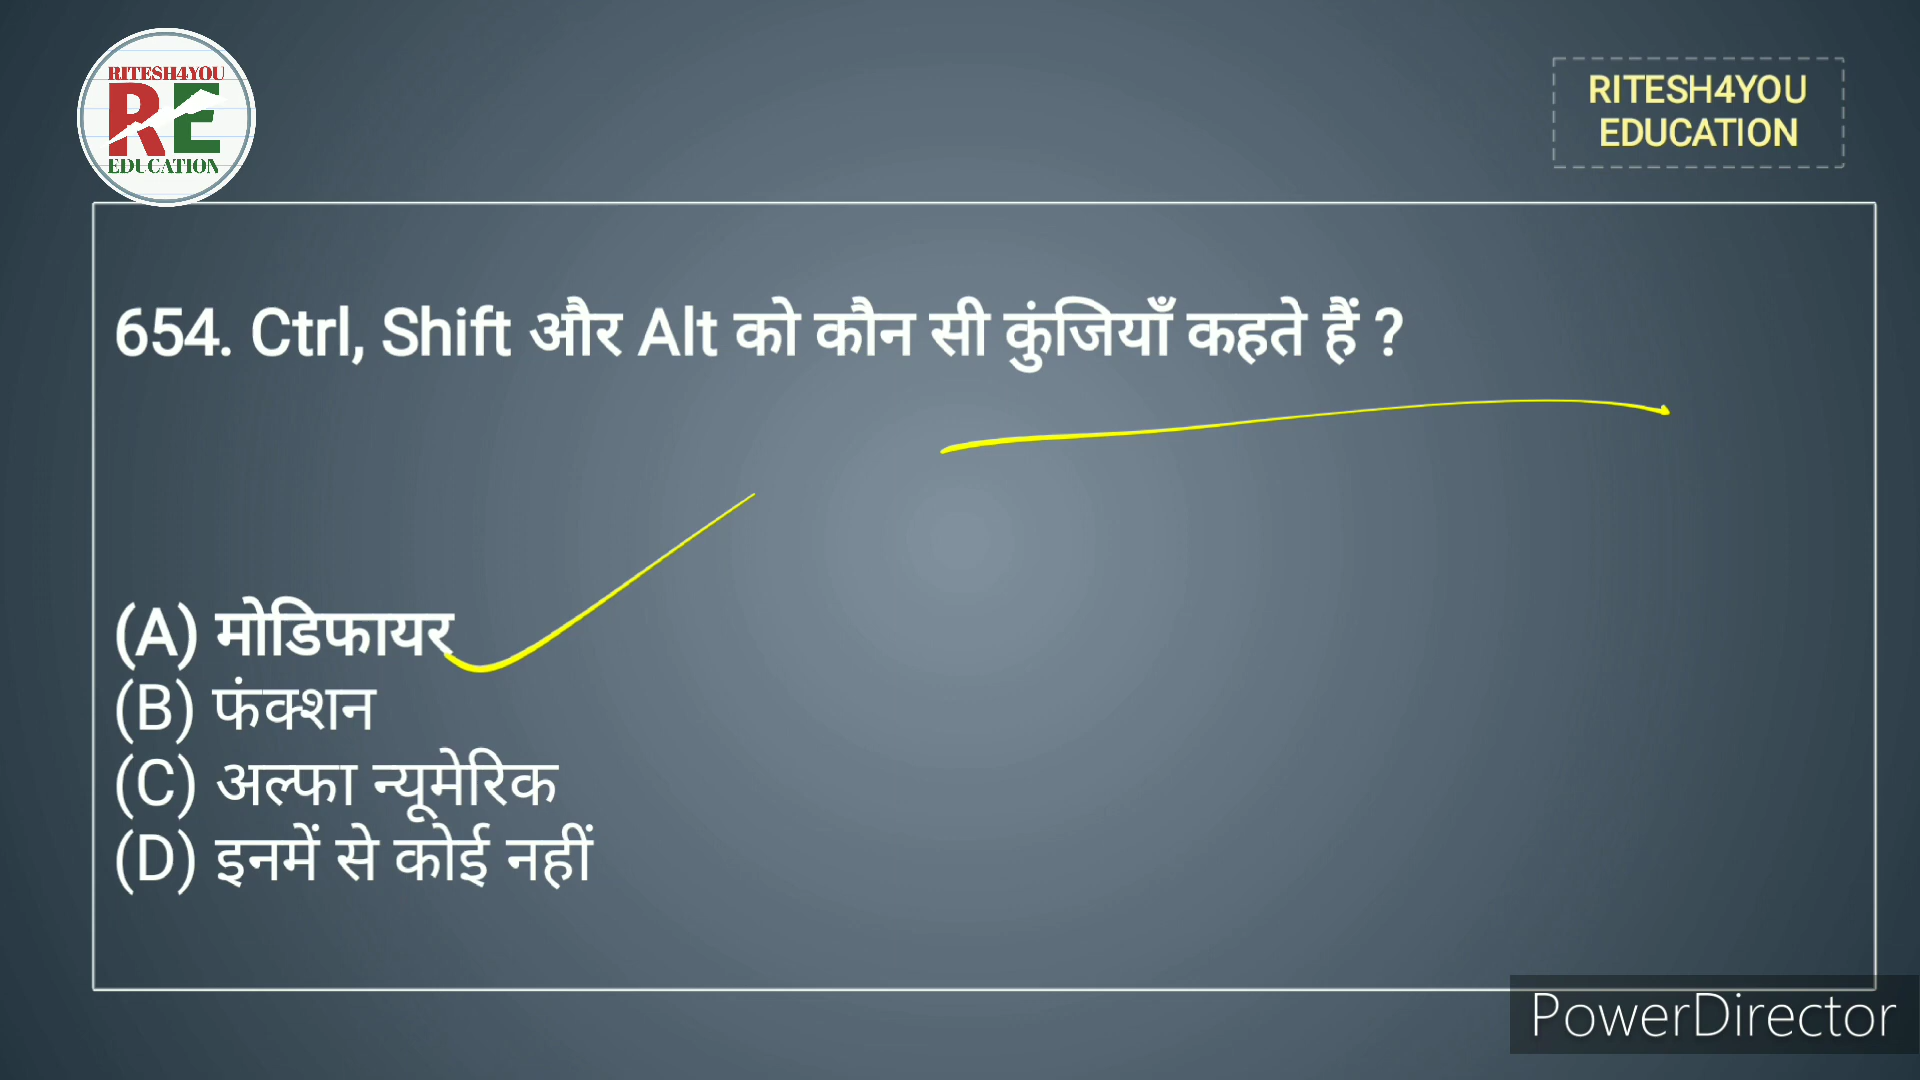 RITESH4YOU
RE
EDUCATION
RITESH4YOU
EDUCATION
654. Ctrl, Shift और Alt को कौन सी कुंजियाँ कहते हैं ?
(A) मोडिफायर
(B) फंक्शन
(C) अल्फा न्यूमेरिक
(D) इनमें से कोई नहीं
PowerDirector